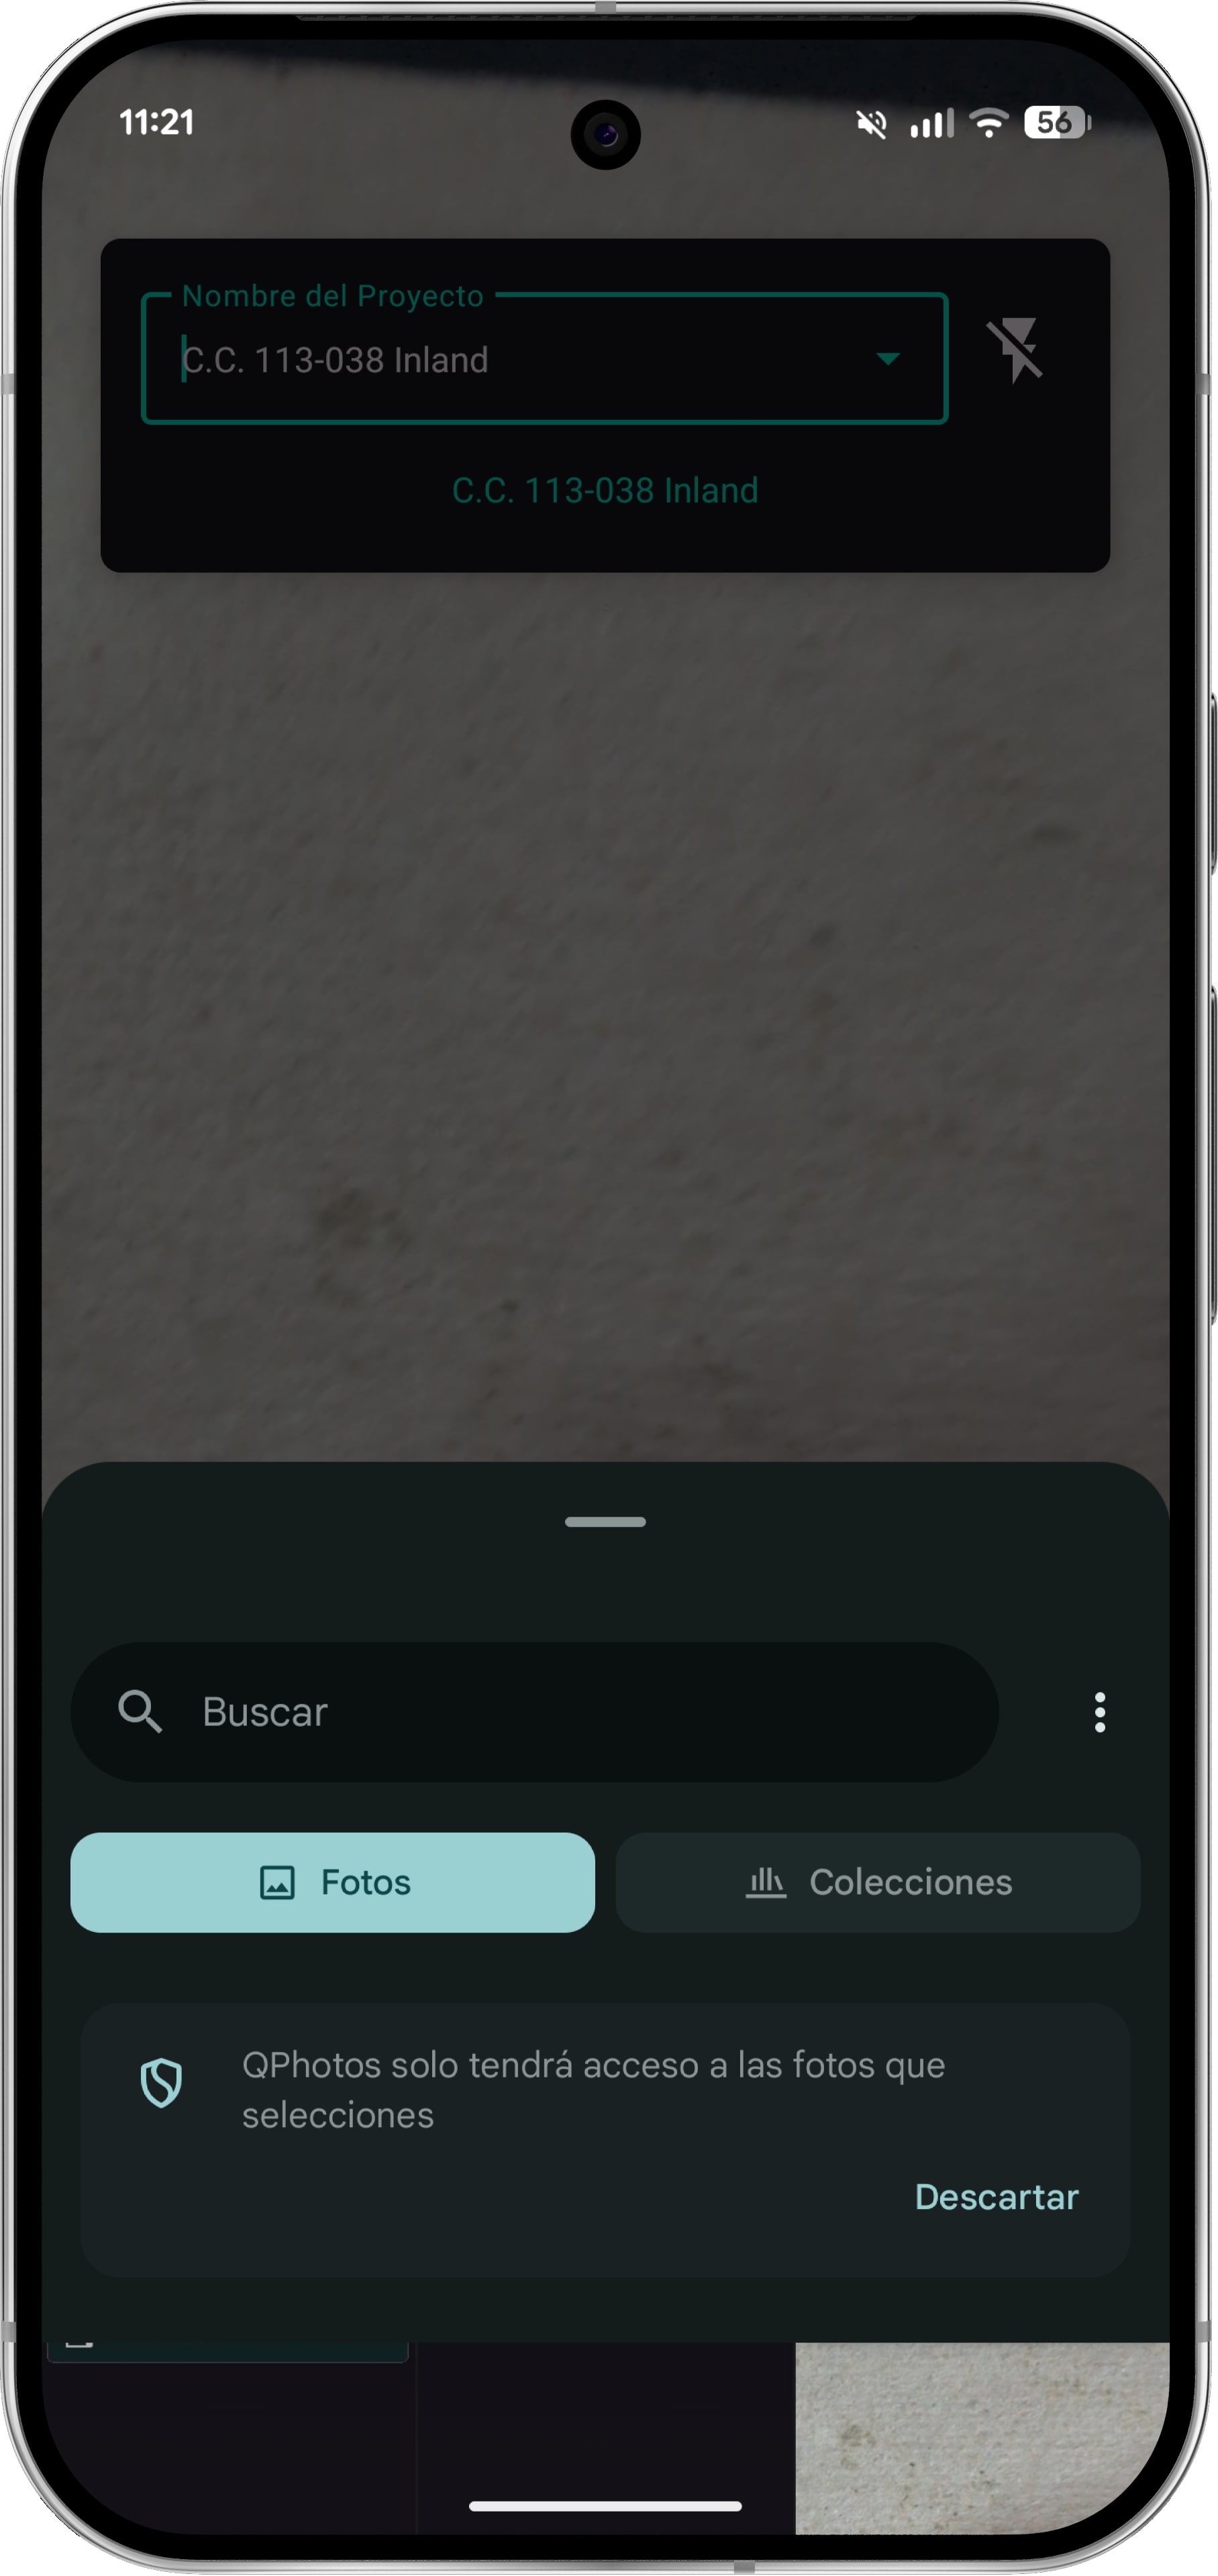 11:21
56
Nombre del Proyecto
C.C. 113-038 Inland
C.C. 113-038 Inland
Buscar
Fotos
Colecciones
QPhotos solo tendrá acceso a las fotos que
selecciones
Descartar